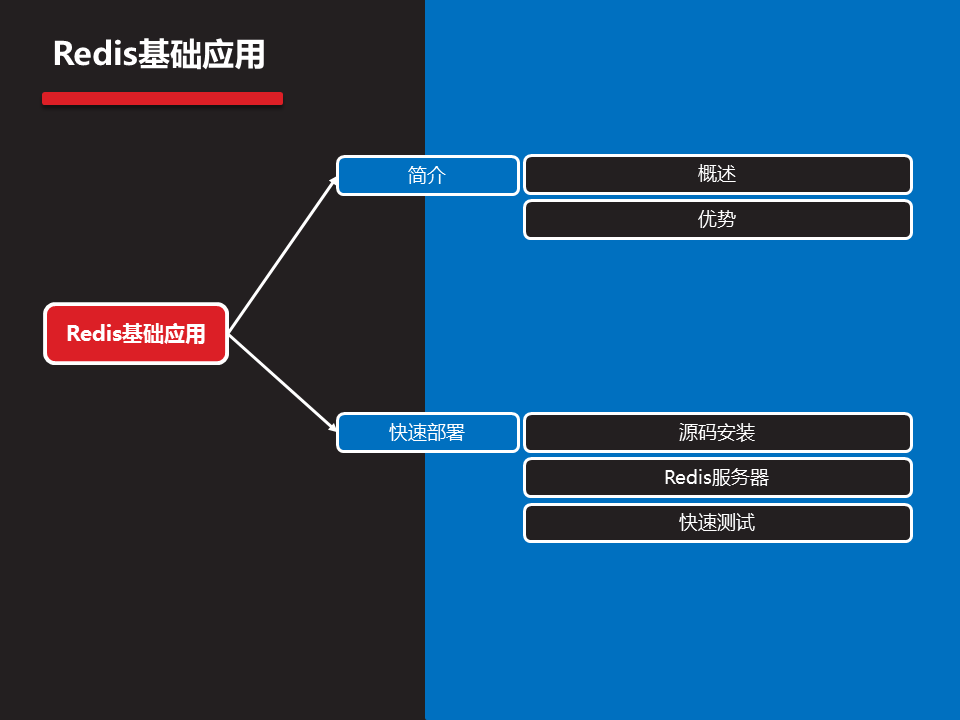 Redis基础应用
简介
概述
优势
Redis基础应用
快速部署
源码安装
Redis服务器
快速测试